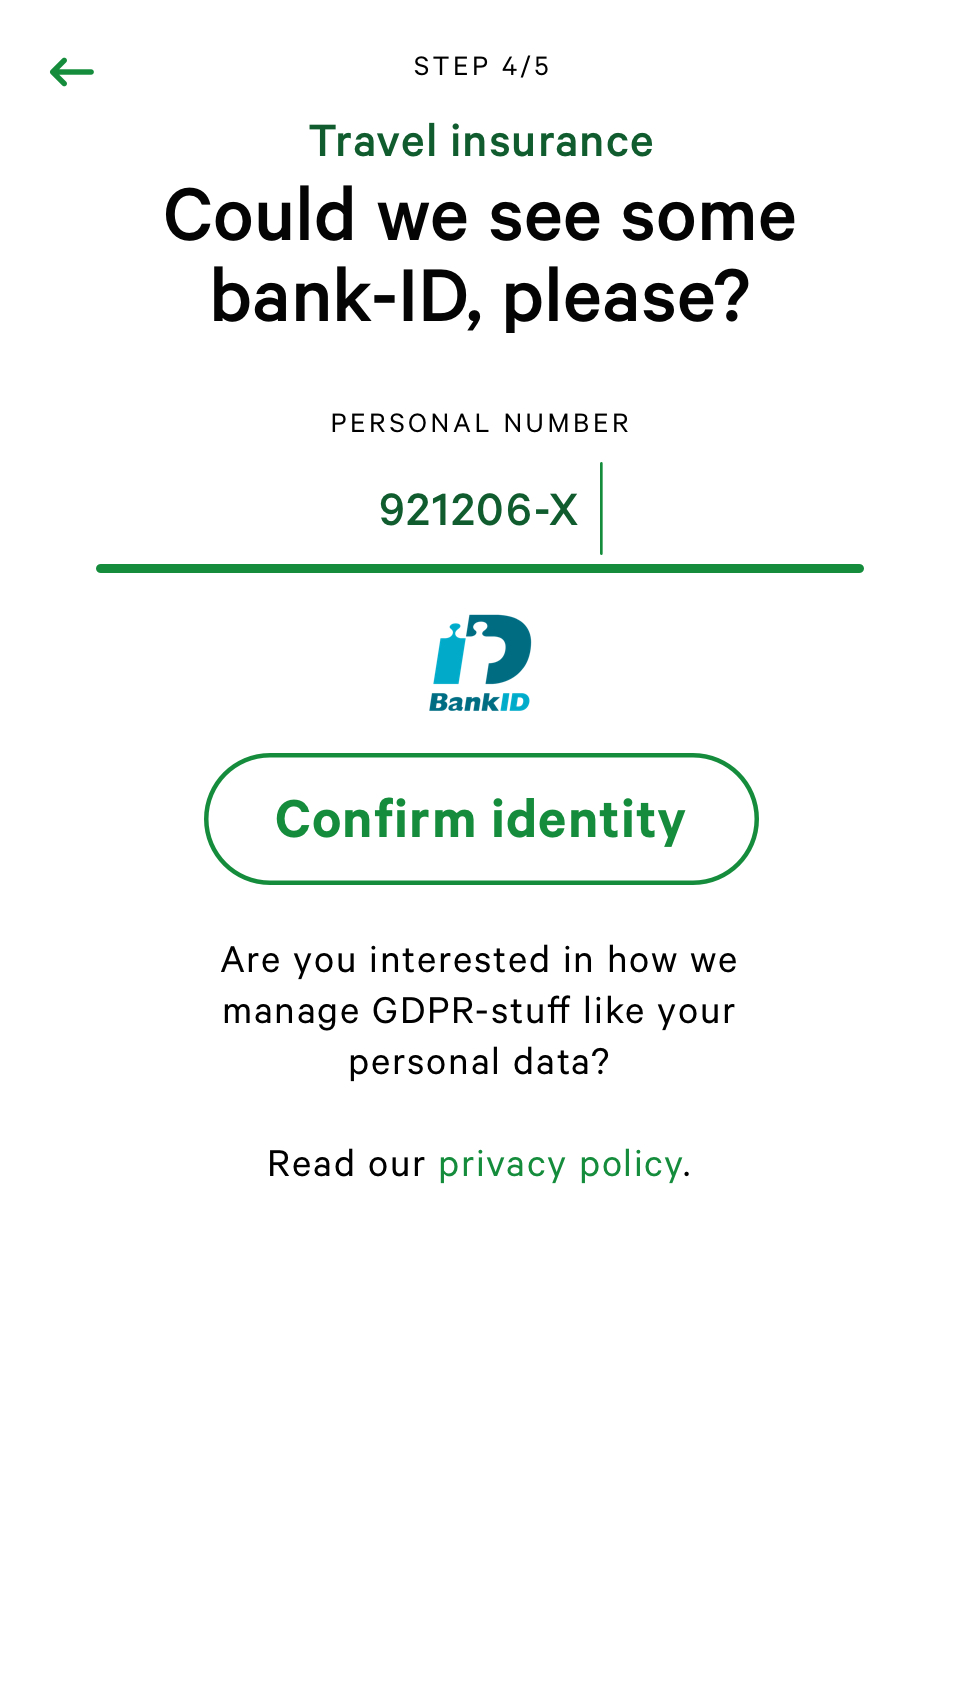 STEP 4/5
Travel insurance
Could we see some
bank-ID, please?
PERSONAL NUMBER
921206-X
BankID
Confirm identity
Are you interested in how we
manage GDPR-stuff like your
personal data?
Read our privacy policy.